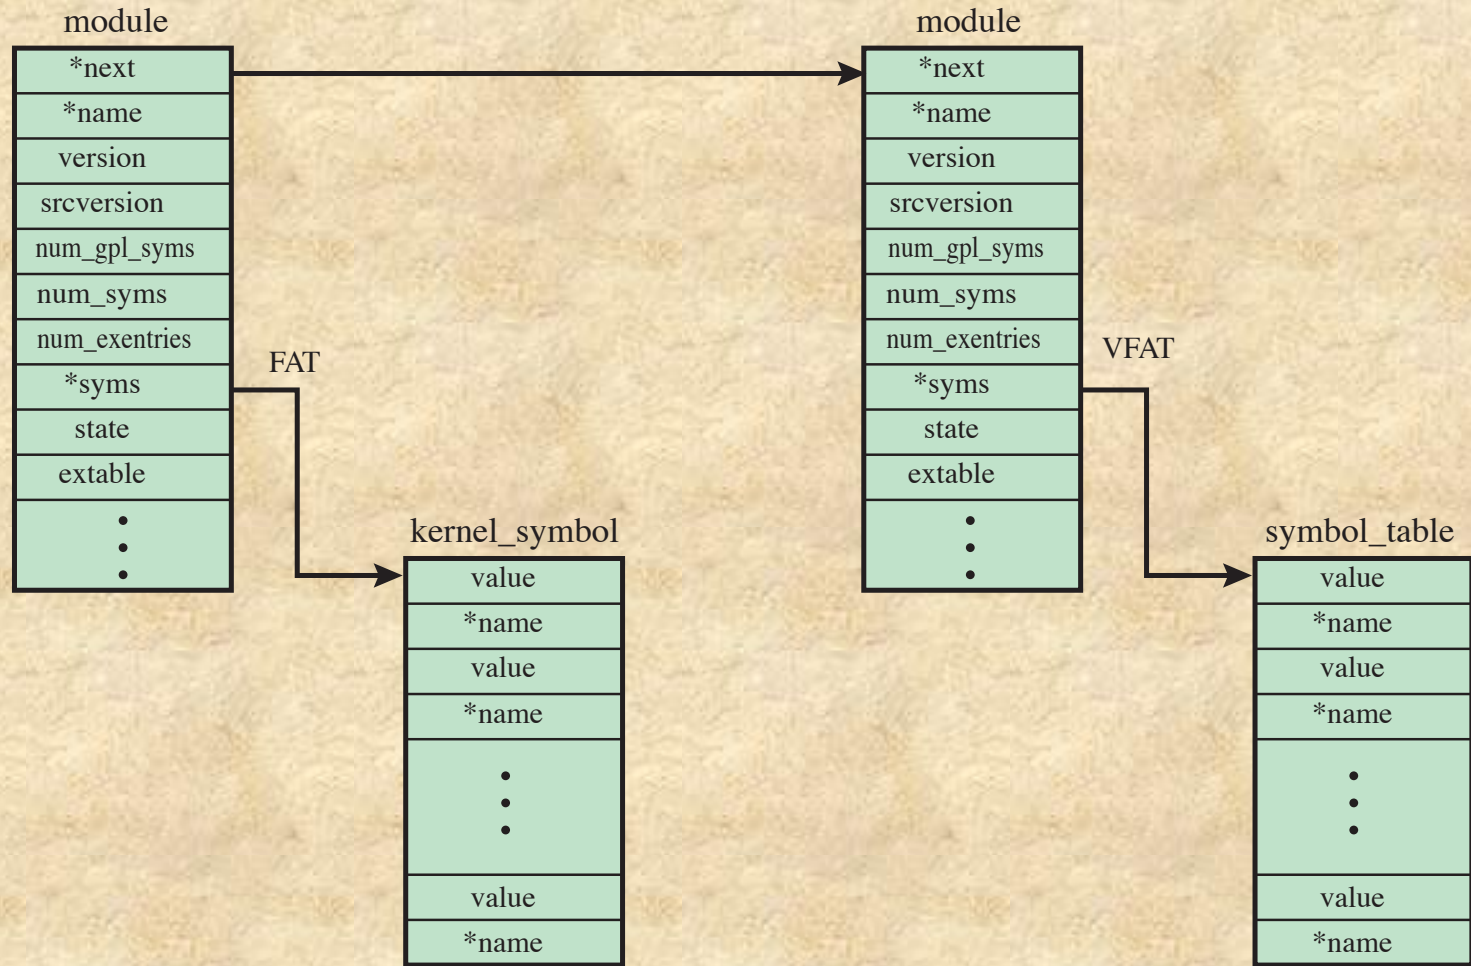 module
*next
*name
version
srcversion
num_gpl_syms
num_syms
num_exentries
*syms
state
extable
FAT
kernel_symbol
value
*name
value
*name
value
*name
module
*next
*name
version
srcversion
num_gpl_syms
num_syms
num_exentries
*syms
state
extable
VFAT
symbol_table
value
*name
value
*name
value
*name